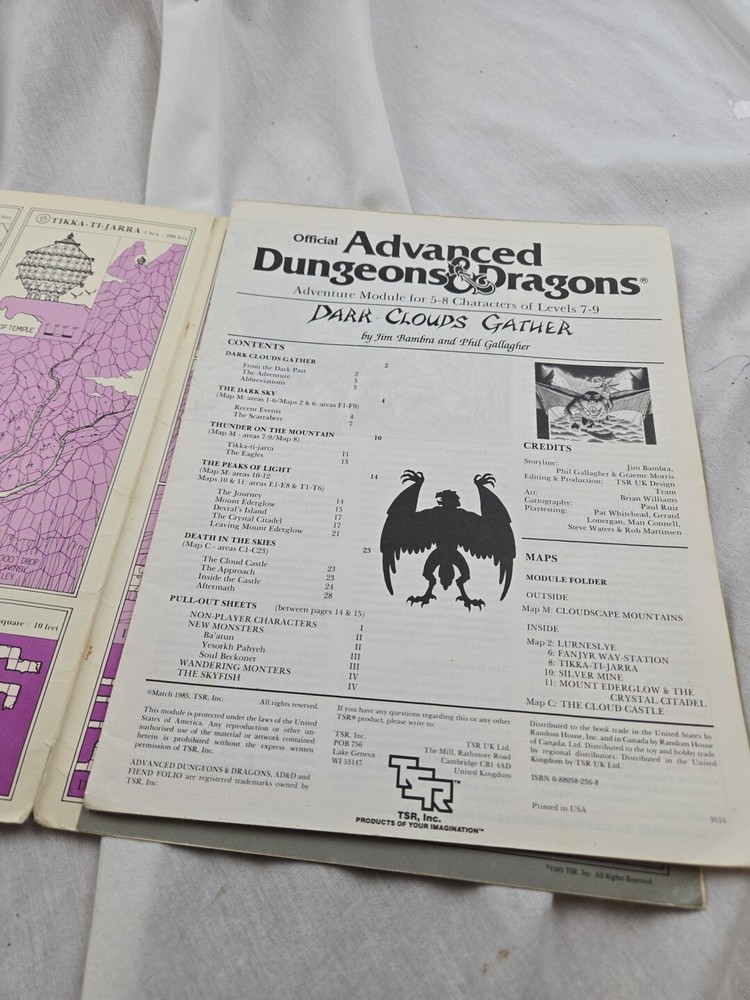 D TIKKA-TI-JARRA 1 hex = 200 feet
OF TEMPLE
square = 10 feet
Official Advanced
Dungeons & Dragons®
Adventure Module for 5-8 Characters of Levels 7-9
DARK CLOUDS GATHER
by Jim Bambra and Phil Gallagher
CONTENTS
DARK CLOUDS GATHER 2
From the Dark Past 2
The Adventure 3
Abbreviations 3
THE DARK SKY 4
(Map M: areas 1-6/Maps 2 & 6: areas F1-F9)
Recent Events 4
The Scarrabere 7
THUNDER ON THE MOUNTAIN 10
(Map M - areas 7-9/Map 8)
Tikka-ti-jarra 11
The Eagles 13
THE PEAKS OF LIGHT 14
(Map M: areas 10-12
Maps 10 & 11: areas E1-E8 & T1-T6)
The Journey 14
Mount Ederglow 15
Devral's Island 17
The Crystal Citadel 17
Leaving Mount Ederglow 21
DEATH IN THE SKIES 23
(Map C - areas C1-C23)
The Cloud Castle 23
The Approach 23
Inside the Castle 24
Aftermath 28
PULL-OUT SHEETS (between pages 14 & 15)
NON-PLAYER CHARACTERS I
NEW MONSTERS II
Ba'atun II
Yesorkh Pahyeh III
Soul Beckoner III
WANDERING MONTERS IV
THE SKYFISH IV
CREDITS
Storyline: Jim Bambra,
Phil Gallagher & Graeme Morris
Editing & Production: TSR UK Design
Team
Art: Brian Williams
Cartography: Paul Ruiz
Playtesting: Pat Whitehead, Gerard
Lonergan, Matt Connell,
Steve Waters & Rob Martinsen
MAPS
MODULE FOLDER
OUTSIDE
Map M: CLOUDSCAPE MOUNTAINS
INSIDE
Map 2: LURNESLYE
6: FANJYR WAY-STATION
8: TIKKA-TI-JARRA
10: SILVER MINE
11: MOUNT EDERGLOW & THE
CRYSTAL CITADEL
Map C: THE CLOUD CASTLE
©March 1985, TSR, Inc. All rights reserved.
This module is protected under the laws of the United
States of America. Any reproduction or other un-
authorised use of the material or artwork contained
herein is prohibited without the express written
permission of TSR, Inc.
ADVANCED DUNGEONS & DRAGONS, AD&D and
FIEND FOLIO are registered trademarks owned by
TSR, Inc.
If you have any questions regarding this or any other
TSR® product, please write to:
TSR, Inc.
POB 756
Lake Geneva
WI 53147
TSR UK Ltd.
The Mill, Rathmore Road
Cambridge CB1 4AD
United Kingdom
TSR™
TSR, Inc.
PRODUCTS OF YOUR IMAGINATION™
Distributed to the book trade in the United States by
Random House, Inc. and in Canada by Random House
of Canada, Ltd. Distributed to the toy and hobby trade
by regional distributors. Distributed in the United
Kingdom by TSR UK Ltd.
ISBN 0-88038-236-8
Printed in USA
9151
©1985 TSR, Inc. All Rights Reserved.